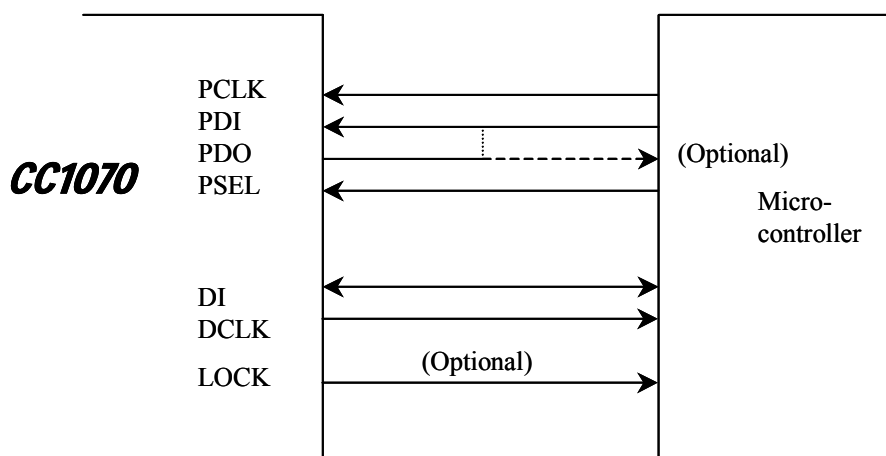 PCLK
PDI
PDO
(Optional)
CC1070
PSEL
Micro-
controller
DI
DCLK
(Optional)
LOCK